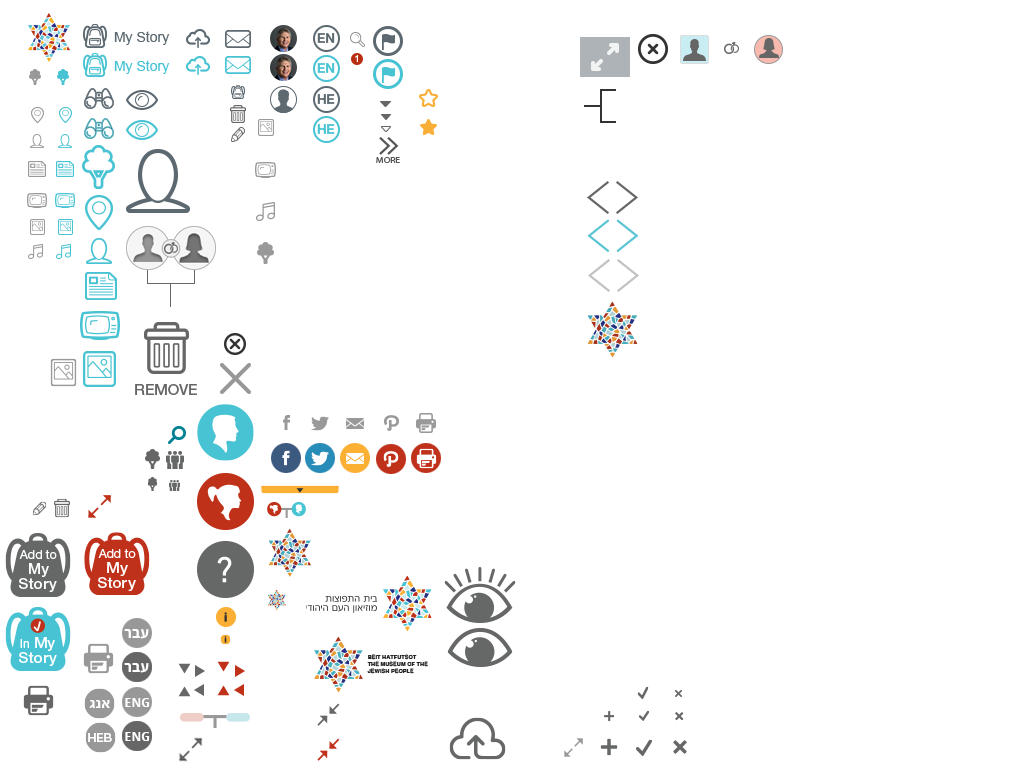 My Story
EN
1
My Story
EN
HE
HE
MORE
REMOVE
f
f
Add to
My
Story
Add to
My
Story
?
בית התפוצות
מוזיאון העם היהודי
i
In My
Story
עבר
i
עבר
BEIT HATFUTSOT
THE MUSEUM OF THE
JEWISH PEOPLE
אנג
ENG
HEB
ENG